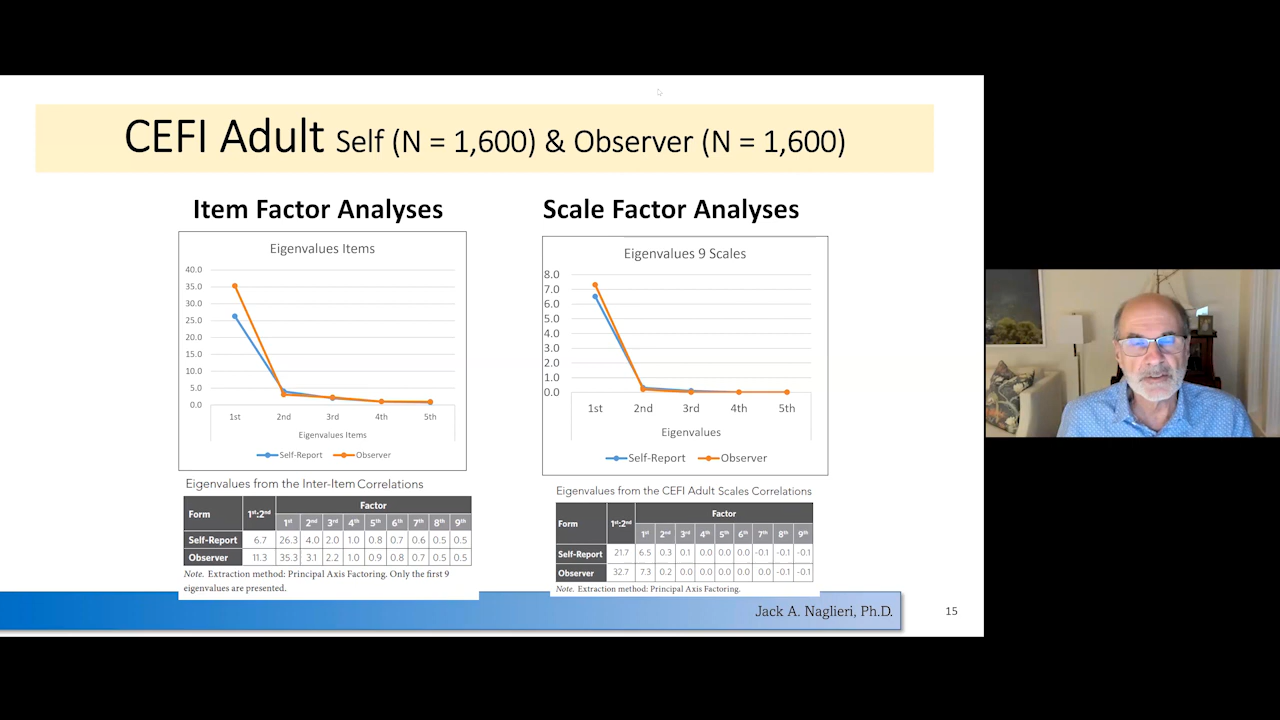 CEFI Adult Self (N = 1,600) & Observer (N = 1,600)
Item Factor Analyses
Eigenvalues Items
40.0
35.0
30.0
25.0
20.0
15.0
10.0
5.0
0.0
1st 2nd 3rd 4th 5th
Eigenvalues Items
Self-Report Observer
Eigenvalues from the Inter-Item Correlations
Form 1st:2nd Factor
1st 2nd 3rd 4th 5th 6th 7th 8th 9th
Self-Report 6.7 26.3 4.0 2.0 1.0 0.8 0.7 0.6 0.5 0.5
Observer 11.3 35.3 3.1 2.2 1.0 0.9 0.8 0.7 0.5 0.5
Note. Extraction method: Principal Axis Factoring. Only the first 9
eigenvalues are presented.
Scale Factor Analyses
Eigenvalues 9 Scales
8.0
7.0
6.0
5.0
4.0
3.0
2.0
1.0
0.0
1st 2nd 3rd 4th 5th
Eigenvalues
Self-Report Observer
Eigenvalues from the CEFI Adult Scales Correlations
Form 1st:2nd Factor
1st 2nd 3rd 4th 5th 6th 7th 8th 9th
Self-Report 21.7 6.5 0.3 0.1 0.0 0.0 0.0 -0.1 -0.1 -0.1
Observer 32.7 7.3 0.2 0.0 0.0 0.0 0.0 0.0 -0.1 -0.1
Note. Extraction method: Principal Axis Factoring.
Jack A. Naglieri, Ph.D.
15